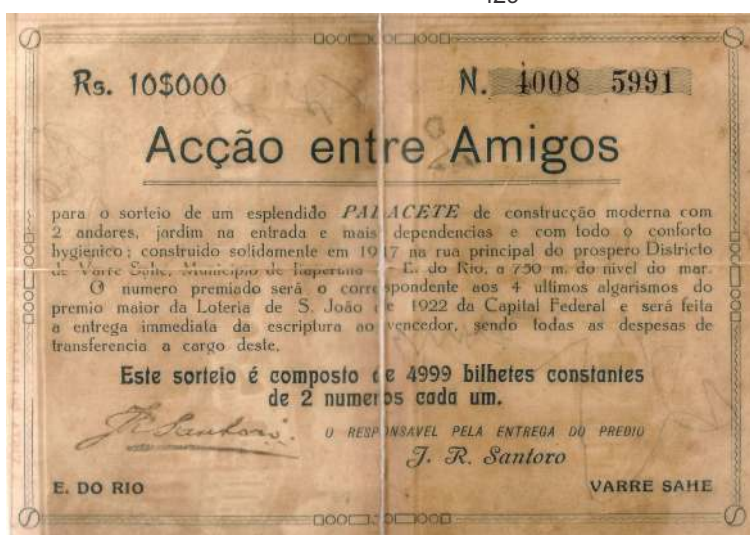 Rs. 10$000 N. 4008 5991
Acção entre Amigos
para o sorteio de um esplendido PALACETE de construcção moderna com
2 andares, jardim na entrada e mais dependencias e com todo o conforto
hygienico; construido solidamente em 1917 na rua principal do prospero Districto
de Varre Sahe, Municipio de Itaperuna — E. do Rio, a 750 m. do nivel do mar.
O numero premiado será o correspondente aos 4 ultimos algarismos do
premio maior da Loteria de S. João de 1922 da Capital Federal e será feita
a entrega immediata da escriptura ao vencedor, sendo todas as despesas de
transferencia a cargo deste.
Este sorteio é composto de 4999 bilhetes constantes
de 2 numeros cada um.
J. R. Santoro.
O RESPONSAVEL PELA ENTREGA DO PREDIO
J. R. Santoro
E. DO RIO VARRE SAHE